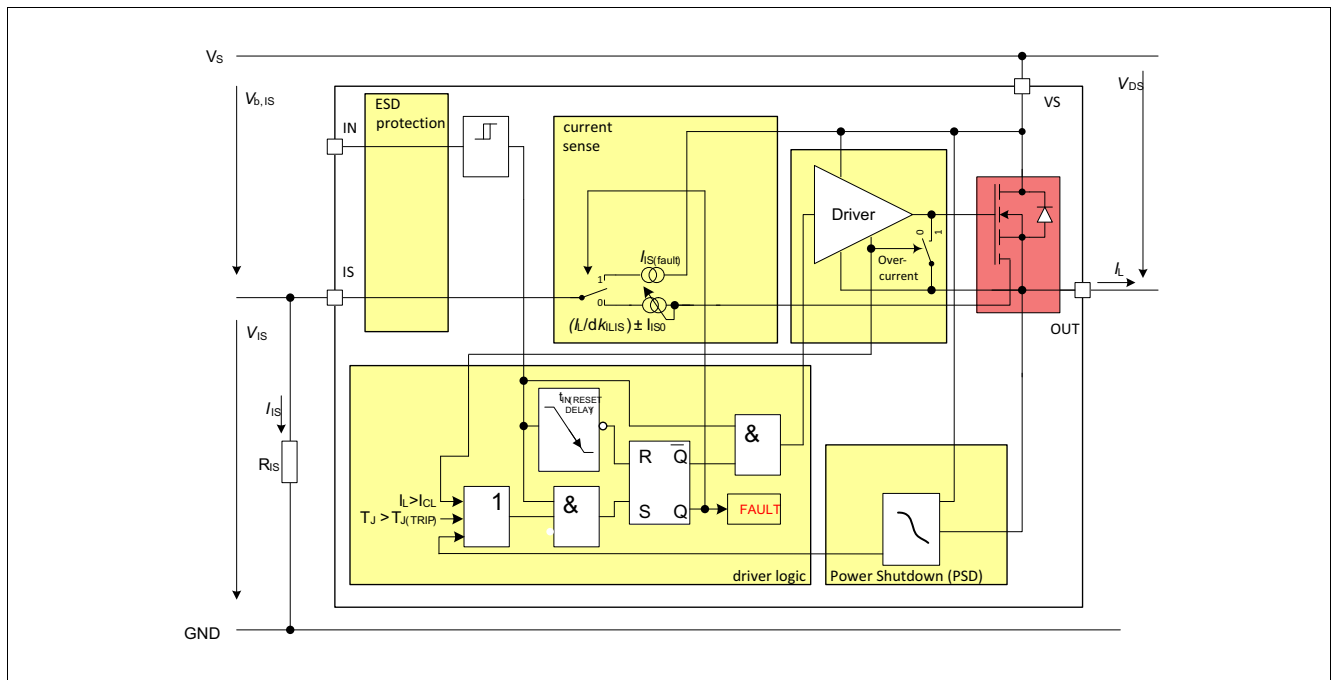 VS
VDS
VS
Vb,IS
ESD
protection
IN
current
sense
Driver
0
1
Over-
current
IIS(fault)
1
0
IS
(IL/dkILIS) ± IIS0
IL
OUT
VIS
tIN(RESET
DELAY)
&
IIS
RIS
R
Q
S
Q
IL>ICL
TJ > TJ(TRIP)
1
&
FAULT
driver logic
Power Shutdown (PSD)
GND